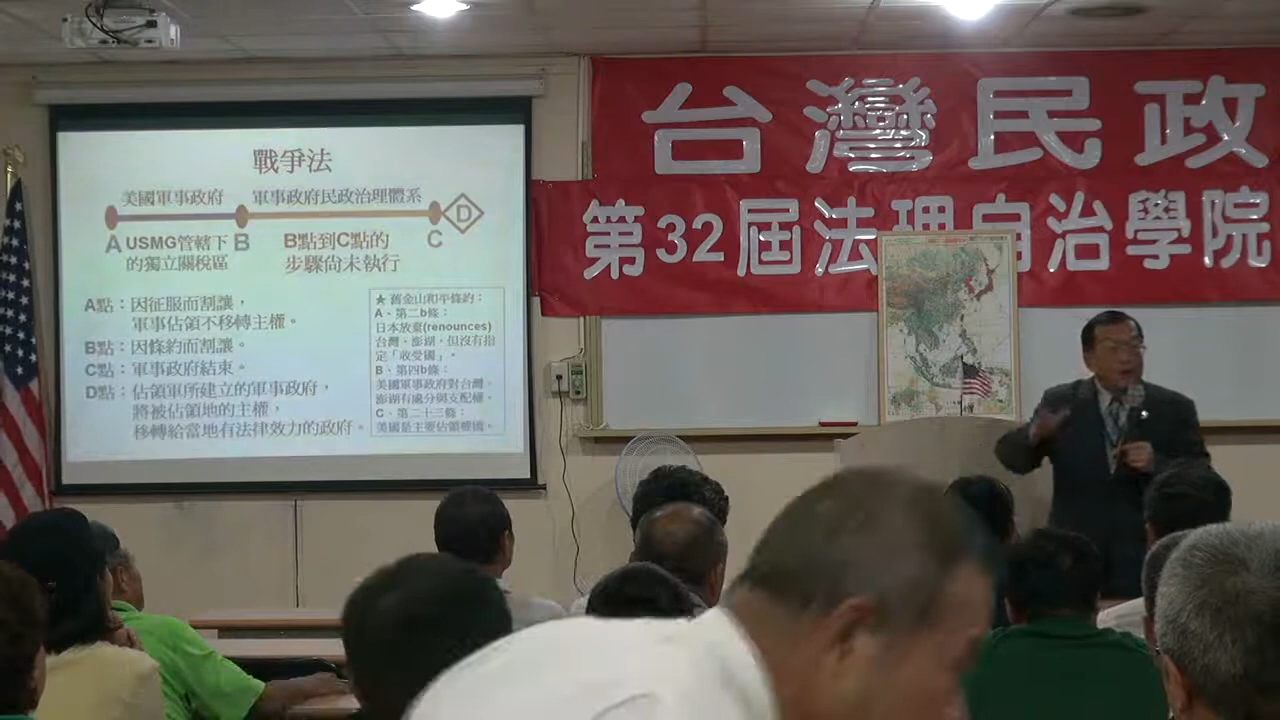 台灣民政
第32屆法理自治學院
戰爭法
美國軍事政府 軍事政府民政治理體系
D
A USMG管轄下 B B點到C點的 C
的獨立關稅區 步驟尚未執行
A點：因征服而割讓，
軍事佔領不移轉主權。
B點：因條約而割讓。
C點：軍事政府結束。
D點：佔領軍所建立的軍事政府，
將被佔領地的主權，
移轉給當地有法律效力的政府。
★舊金山和平條約：
A、第二b條：
日本放棄(renounces)
台灣、澎湖，但沒有指
定「收受國」。
B、第四b條：
美國軍事政府對台灣、
澎湖有處分與支配權。
C、第二十三條：
美國是主要佔領權國。